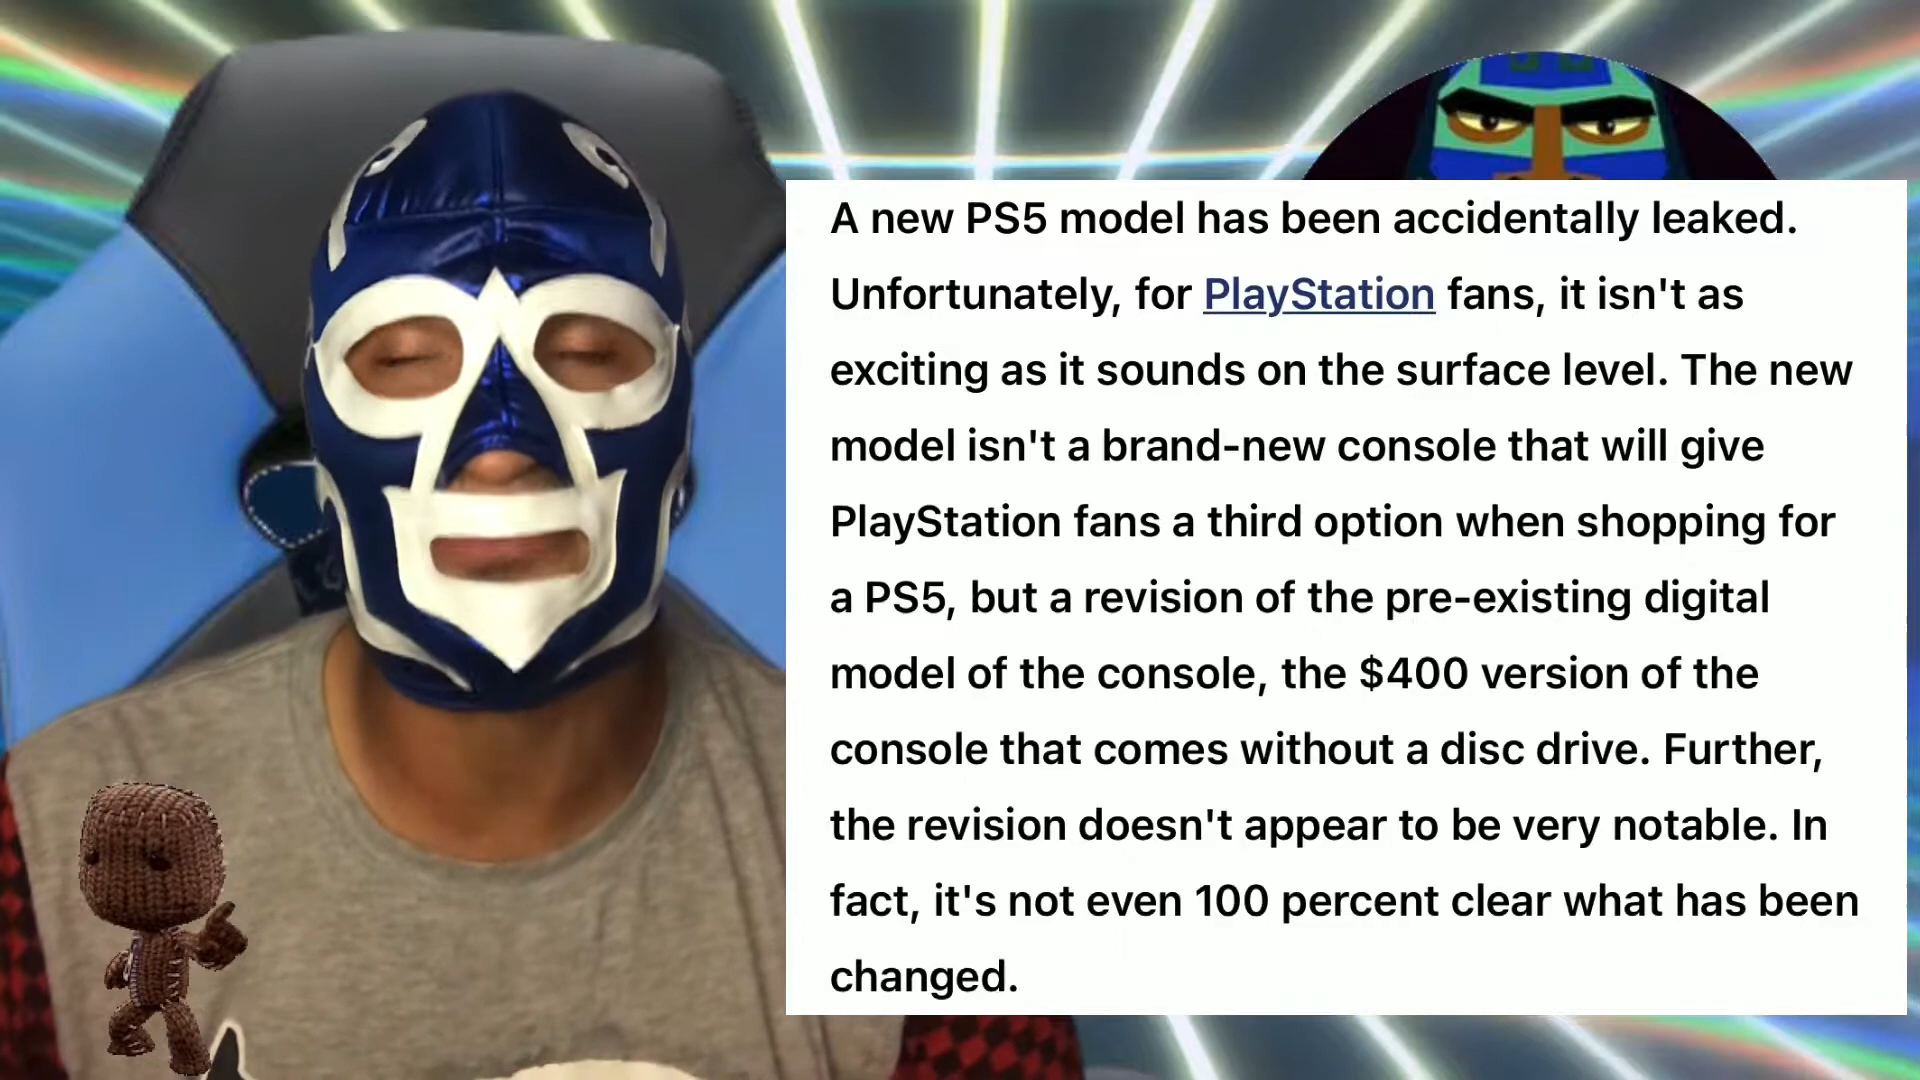 A new PS5 model has been accidentally leaked.
Unfortunately, for PlayStation fans, it isn't as
exciting as it sounds on the surface level. The new
model isn't a brand-new console that will give
PlayStation fans a third option when shopping for
a PS5, but a revision of the pre-existing digital
model of the console, the $400 version of the
console that comes without a disc drive. Further,
the revision doesn't appear to be very notable. In
fact, it's not even 100 percent clear what has been
changed.